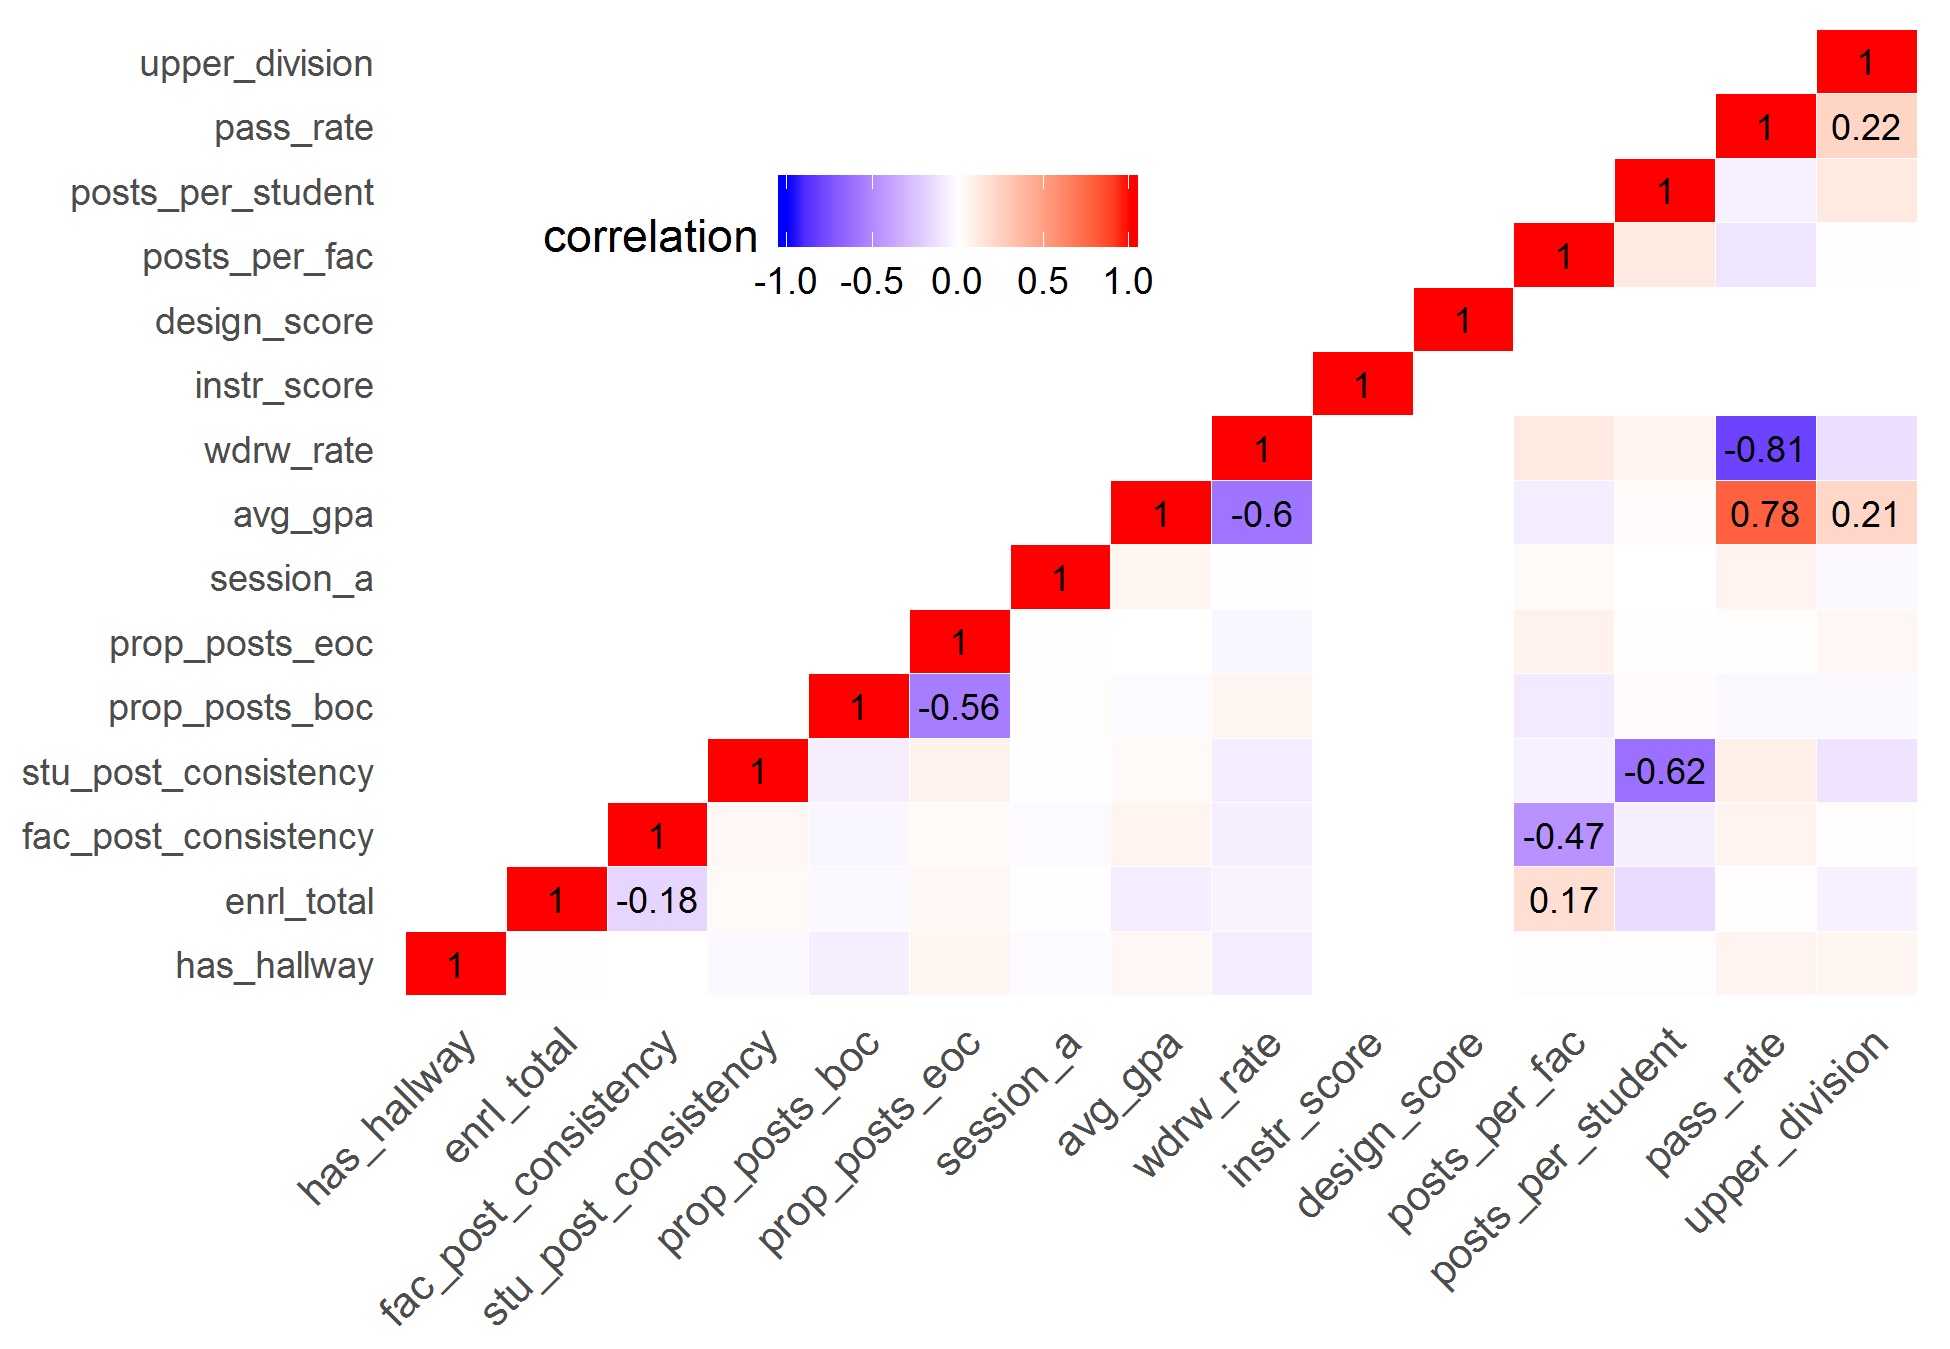 upper_division 1
pass_rate 1 0.22
posts_per_student 1
correlation
-1.0 -0.5 0.0 0.5 1.0
posts_per_fac 1
design_score 1
instr_score 1
wdrw_rate 1 -0.81
avg_gpa 1 -0.6 0.78 0.21
session_a 1
prop_posts_eoc 1
prop_posts_boc 1 -0.56
stu_post_consistency 1 -0.62
fac_post_consistency 1 -0.47
enrl_total 1 -0.18 0.17
has_hallway 1
has_hallway
enrl_total
fac_post_consistency
stu_post_consistency
prop_posts_boc
prop_posts_eoc
session_a
avg_gpa
wdrw_rate
instr_score
design_score
posts_per_fac
posts_per_student
pass_rate
upper_division